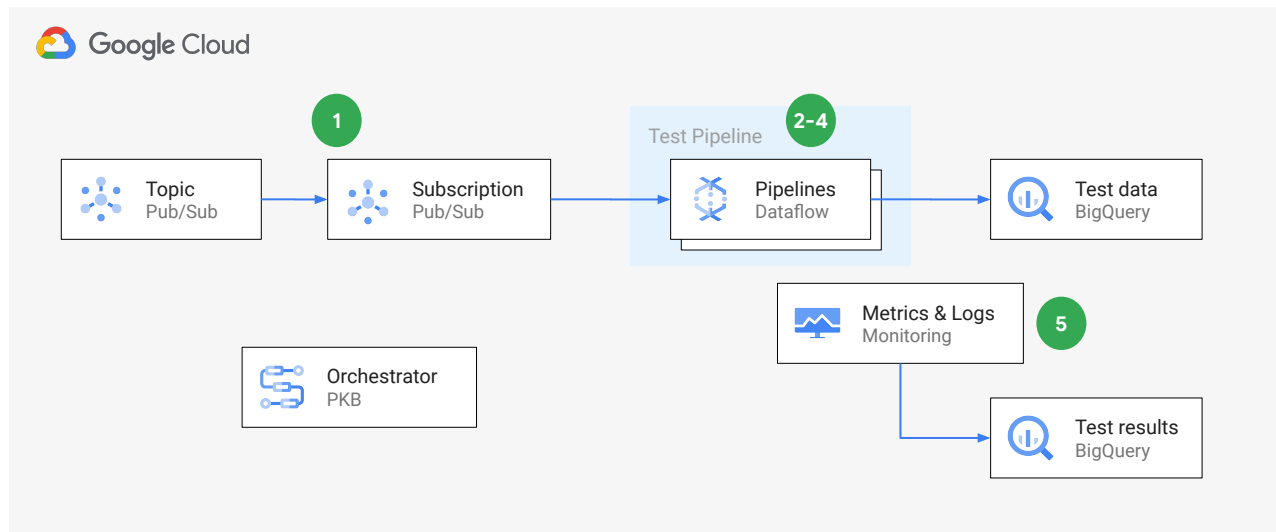 Google Cloud
1
2-4
Test Pipeline
Topic
Pub/Sub
Subscription
Pub/Sub
Pipelines
Dataflow
Test data
BigQuery
Metrics & Logs
Monitoring
5
Orchestrator
PKB
Test results
BigQuery